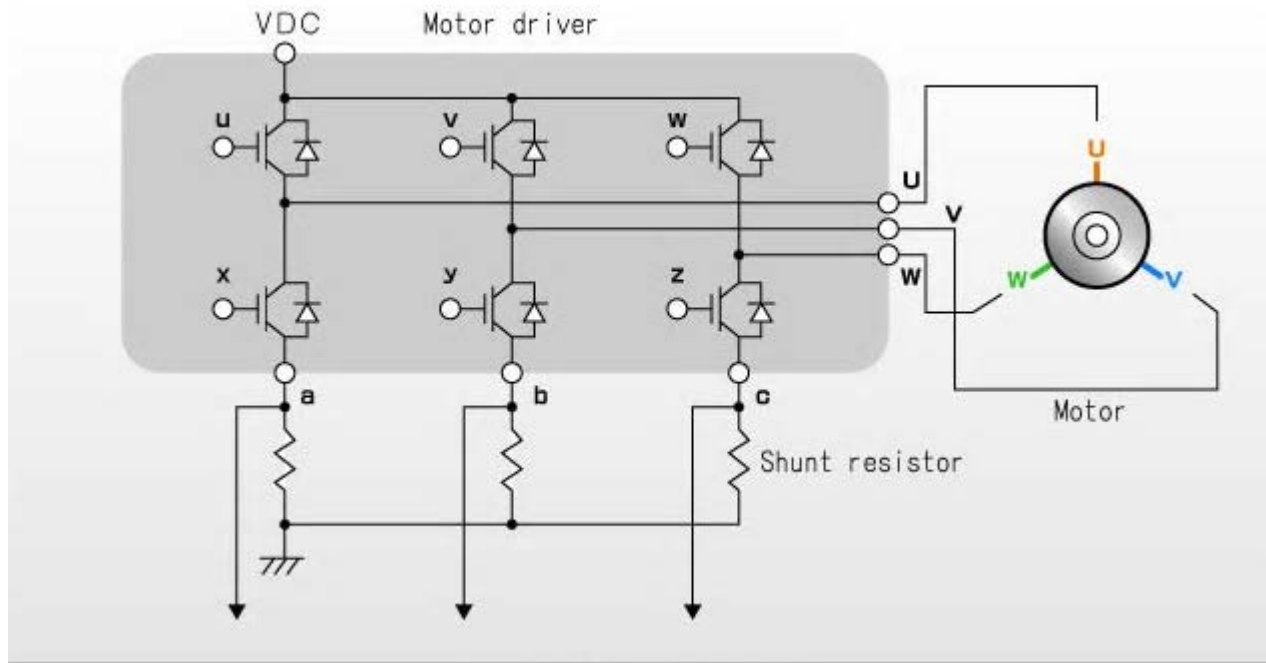 VDC Motor driver
u v w
U
U
V
W
V
W
x y z
a b c
Motor
Shunt resistor